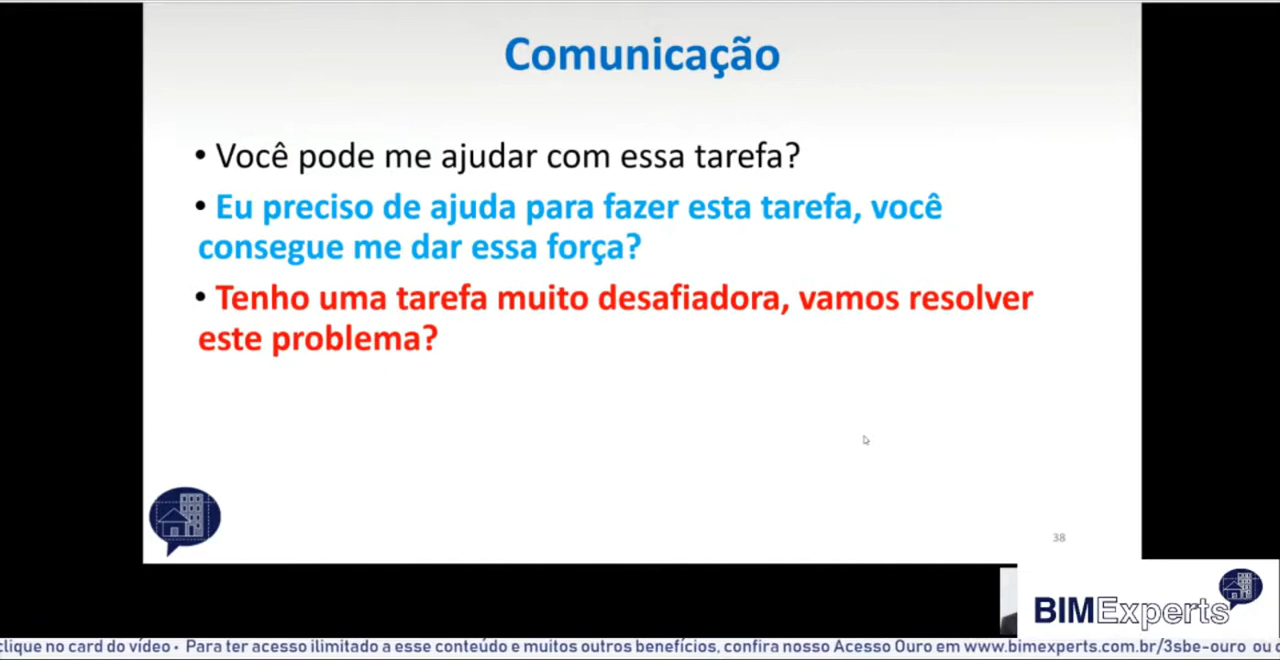 Comunicação
• Você pode me ajudar com essa tarefa?
• Eu preciso de ajuda para fazer esta tarefa, você
consegue me dar essa força?
• Tenho uma tarefa muito desafiadora, vamos resolver
este problema?
38
BIMExperts
clique no card do vídeo • Para ter acesso ilimitado a esse conteúdo e muitos outros benefícios, confira nosso Acesso Ouro em www.bimexperts.com.br/3sbe-ouro ou